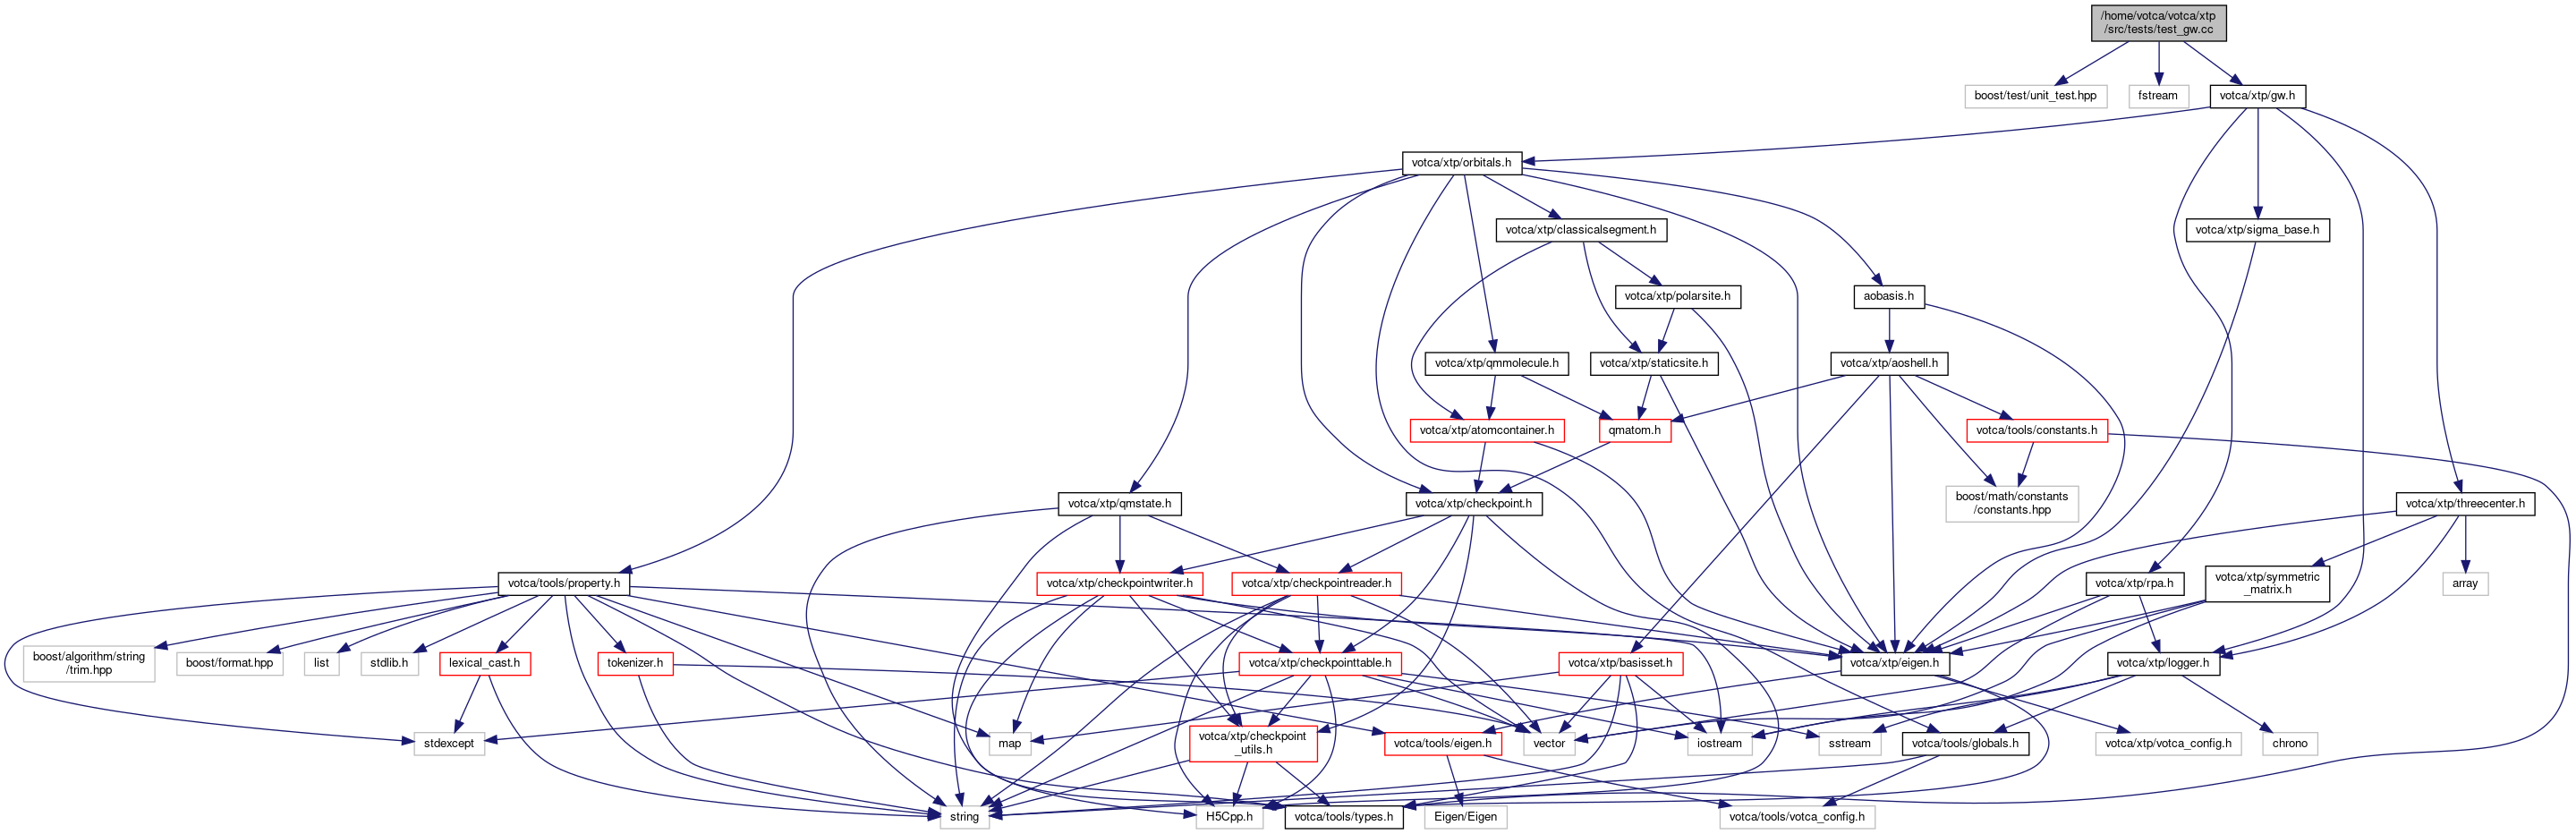 /home/votca/votca/xtp
/src/tests/test_gw.cc
boost/test/unit_test.hpp
fstream
votca/xtp/gw.h
votca/xtp/orbitals.h
votca/xtp/classicalsegment.h
votca/xtp/sigma_base.h
votca/xtp/polarsite.h
aobasis.h
votca/xtp/qmmolecule.h
votca/xtp/staticsite.h
votca/xtp/aoshell.h
votca/xtp/atomcontainer.h
qmatom.h
votca/tools/constants.h
votca/xtp/qmstate.h
votca/xtp/checkpoint.h
boost/math/constants
/constants.hpp
votca/xtp/threecenter.h
votca/tools/property.h
votca/xtp/checkpointwriter.h
votca/xtp/checkpointreader.h
votca/xtp/rpa.h
votca/xtp/symmetric
_matrix.h
array
boost/algorithm/string
/trim.hpp
boost/format.hpp
list
stdlib.h
lexical_cast.h
tokenizer.h
votca/xtp/checkpointtable.h
votca/xtp/basisset.h
votca/xtp/eigen.h
votca/xtp/logger.h
stdexcept
map
votca/xtp/checkpoint
_utils.h
votca/tools/eigen.h
vector
iostream
sstream
votca/tools/globals.h
votca/xtp/votca_config.h
chrono
string
H5Cpp.h
votca/tools/types.h
Eigen/Eigen
votca/tools/votca_config.h